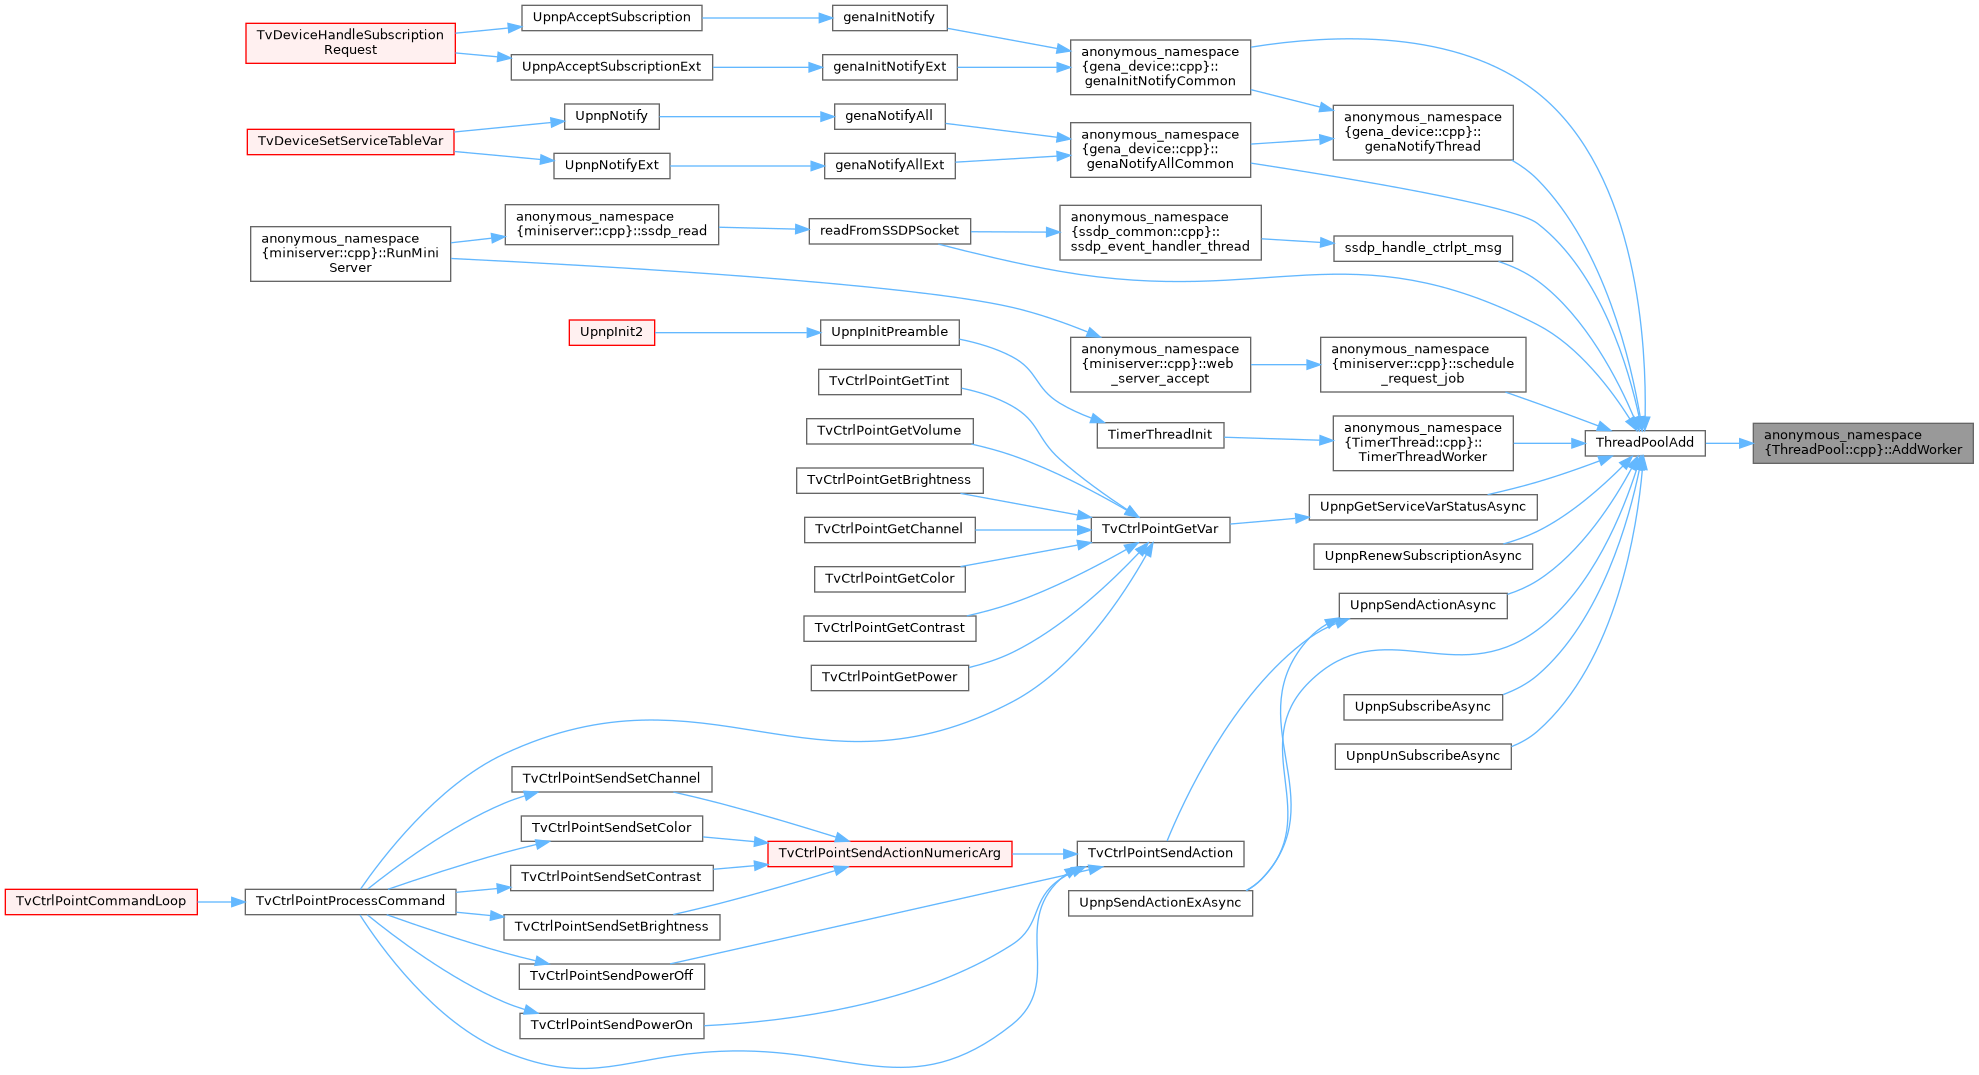 TvDeviceHandleSubscription
Request
UpnpAcceptSubscription
genaInitNotify
UpnpAcceptSubscriptionExt
genaInitNotifyExt
anonymous_namespace
{gena_device::cpp}::
genaInitNotifyCommon
TvDeviceSetServiceTableVar
UpnpNotify
genaNotifyAll
UpnpNotifyExt
genaNotifyAllExt
anonymous_namespace
{gena_device::cpp}::
genaNotifyAllCommon
anonymous_namespace
{gena_device::cpp}::
genaNotifyThread
anonymous_namespace
{miniserver::cpp}::RunMini
Server
anonymous_namespace
{miniserver::cpp}::ssdp_read
readFromSSDPSocket
anonymous_namespace
{ssdp_common::cpp}::
ssdp_event_handler_thread
ssdp_handle_ctrlpt_msg
UpnpInit2
UpnpInitPreamble
anonymous_namespace
{miniserver::cpp}::web
_server_accept
anonymous_namespace
{miniserver::cpp}::schedule
_request_job
TvCtrlPointGetTint
TvCtrlPointGetVolume
TimerThreadInit
anonymous_namespace
{TimerThread::cpp}::
TimerThreadWorker
ThreadPoolAdd
anonymous_namespace
{ThreadPool::cpp}::AddWorker
TvCtrlPointGetBrightness
TvCtrlPointGetChannel
TvCtrlPointGetVar
UpnpGetServiceVarStatusAsync
TvCtrlPointGetColor
UpnpRenewSubscriptionAsync
TvCtrlPointGetContrast
UpnpSendActionAsync
TvCtrlPointGetPower
UpnpSubscribeAsync
UpnpUnSubscribeAsync
TvCtrlPointSendSetChannel
TvCtrlPointSendSetColor
TvCtrlPointSendActionNumericArg
TvCtrlPointSendAction
TvCtrlPointSendSetContrast
TvCtrlPointCommandLoop
TvCtrlPointProcessCommand
UpnpSendActionExAsync
TvCtrlPointSendSetBrightness
TvCtrlPointSendPowerOff
TvCtrlPointSendPowerOn